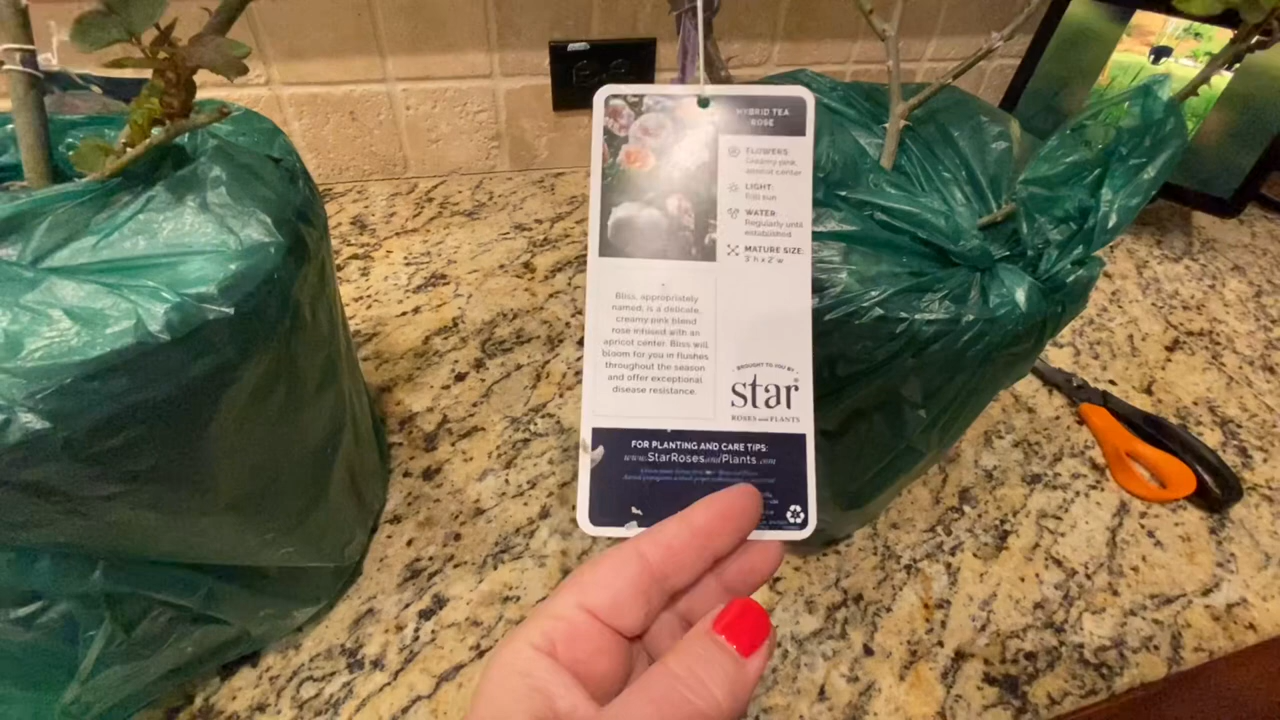 HYBRID TEA
ROSE
FLOWERS:
Creamy pink,
apricot center
LIGHT:
Full sun
WATER:
Regularly until
established
MATURE SIZE:
3' h x 2' w
Bliss, appropriately
named, is a delicate,
creamy pink blend
rose infused with an
apricot center. Bliss will
bloom for you in flushes
throughout the season
and offer exceptional
disease resistance.
BROUGHT TO YOU BY
star®
ROSES and PLANTS
FOR PLANTING AND CARE TIPS:
www.StarRosesandPlants.com